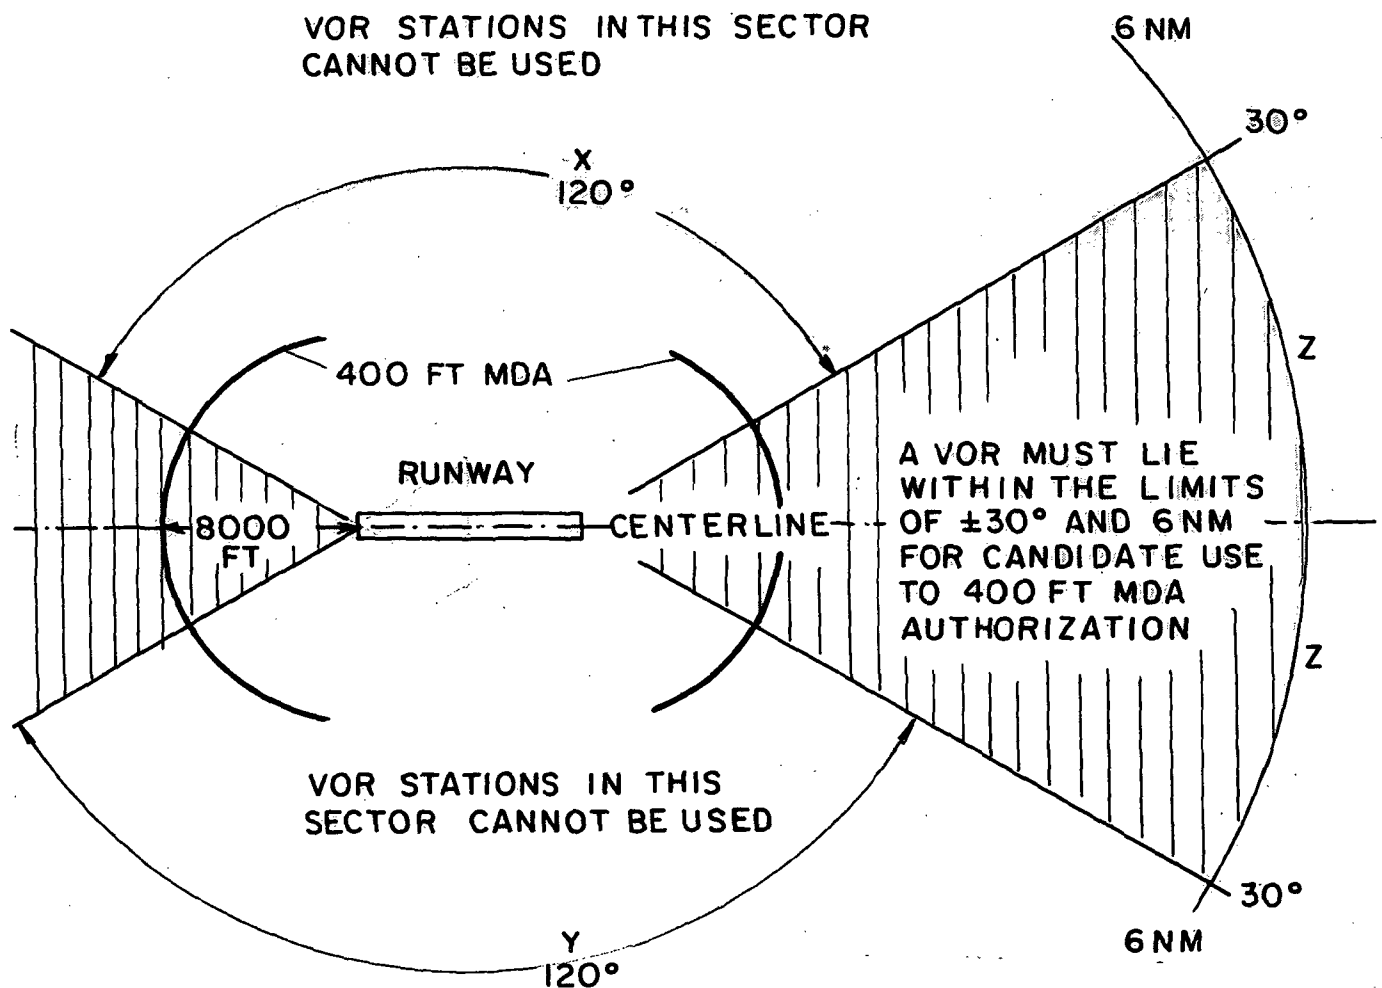 VOR STATIONS IN THIS SECTOR
CANNOT BE USED
6 NM
30°
X
120°
Z
400 FT MDA
RUNWAY
A VOR MUST LIE
WITHIN THE LIMITS
OF ±30° AND 6 NM
FOR CANDIDATE USE
TO 400 FT MDA
AUTHORIZATION
8000
FT
CENTERLINE
Z
VOR STATIONS IN THIS
SECTOR CANNOT BE USED
30°
6 NM
Y
120°